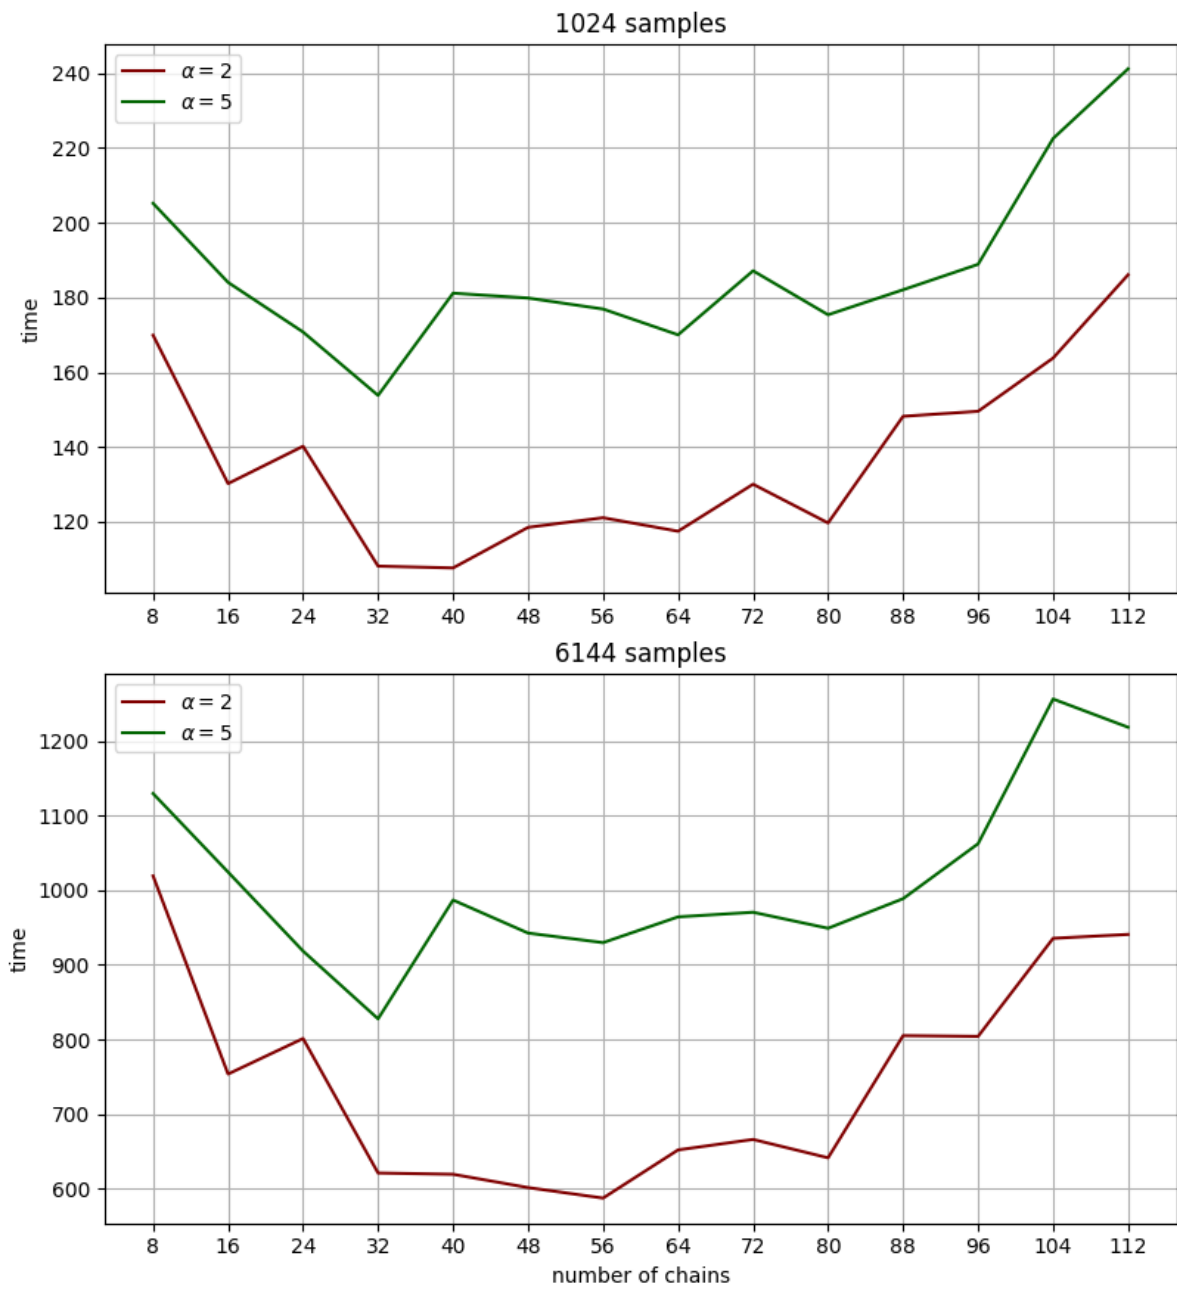 1024 samples
α = 2
α = 5
240
220
200
180
160
140
120
time
8 16 24 32 40 48 56 64 72 80 88 96 104 112
6144 samples
α = 2
α = 5
1200
1100
1000
900
800
700
600
time
8 16 24 32 40 48 56 64 72 80 88 96 104 112
number of chains